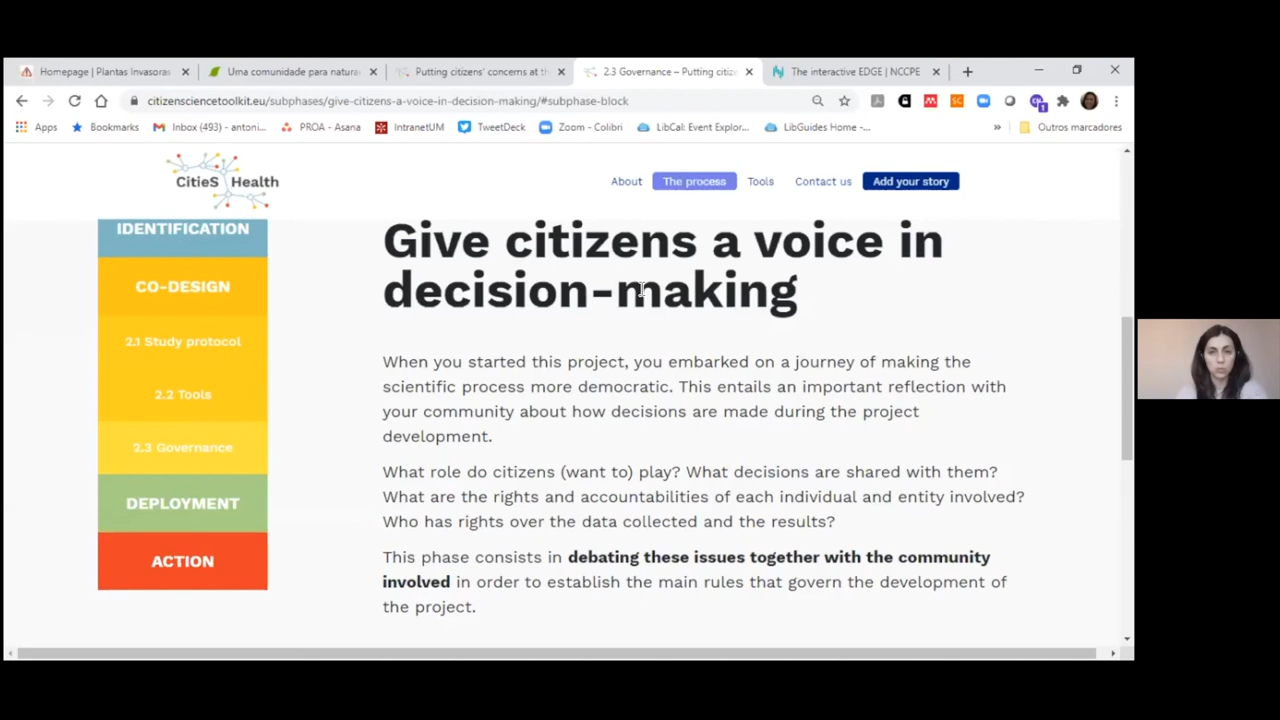 Homepage | Plantas Invasoras
Uma comunidade para natura
Putting citizens' concerns at th
2.3 Governance – Putting citize
The interactive EDGE | NCCPE
citizensciencetoolkit.eu/subphases/give-citizens-a-voice-in-decision-making/#subphase-block
Apps
Bookmarks
Inbox (493) - antoni...
PROA - Asana
IntranetUM
TweetDeck
Zoom - Colibri
LibCal: Event Explor...
LibGuides Home -...
»
Outros marcadores
CitieS Health
About
The process
Tools
Contact us
Add your story
IDENTIFICATION
CO-DESIGN
2.1 Study protocol
2.2 Tools
2.3 Governance
DEPLOYMENT
ACTION
Give citizens a voice in
decision-making
When you started this project, you embarked on a journey of making the
scientific process more democratic. This entails an important reflection with
your community about how decisions are made during the project
development.
What role do citizens (want to) play? What decisions are shared with them?
What are the rights and accountabilities of each individual and entity involved?
Who has rights over the data collected and the results?
This phase consists in debating these issues together with the community
involved in order to establish the main rules that govern the development of
the project.